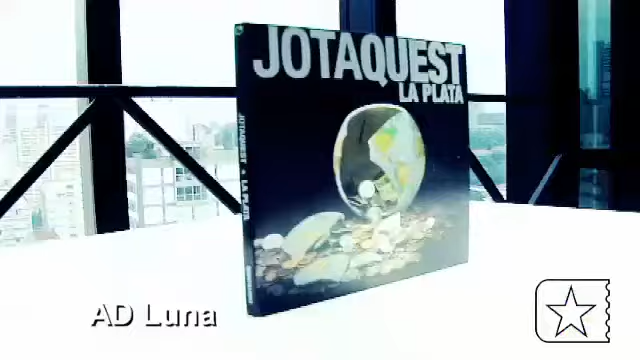 JOTAQUEST
LA PLATA
JOTAQUEST • LA PLATA
AD Luna